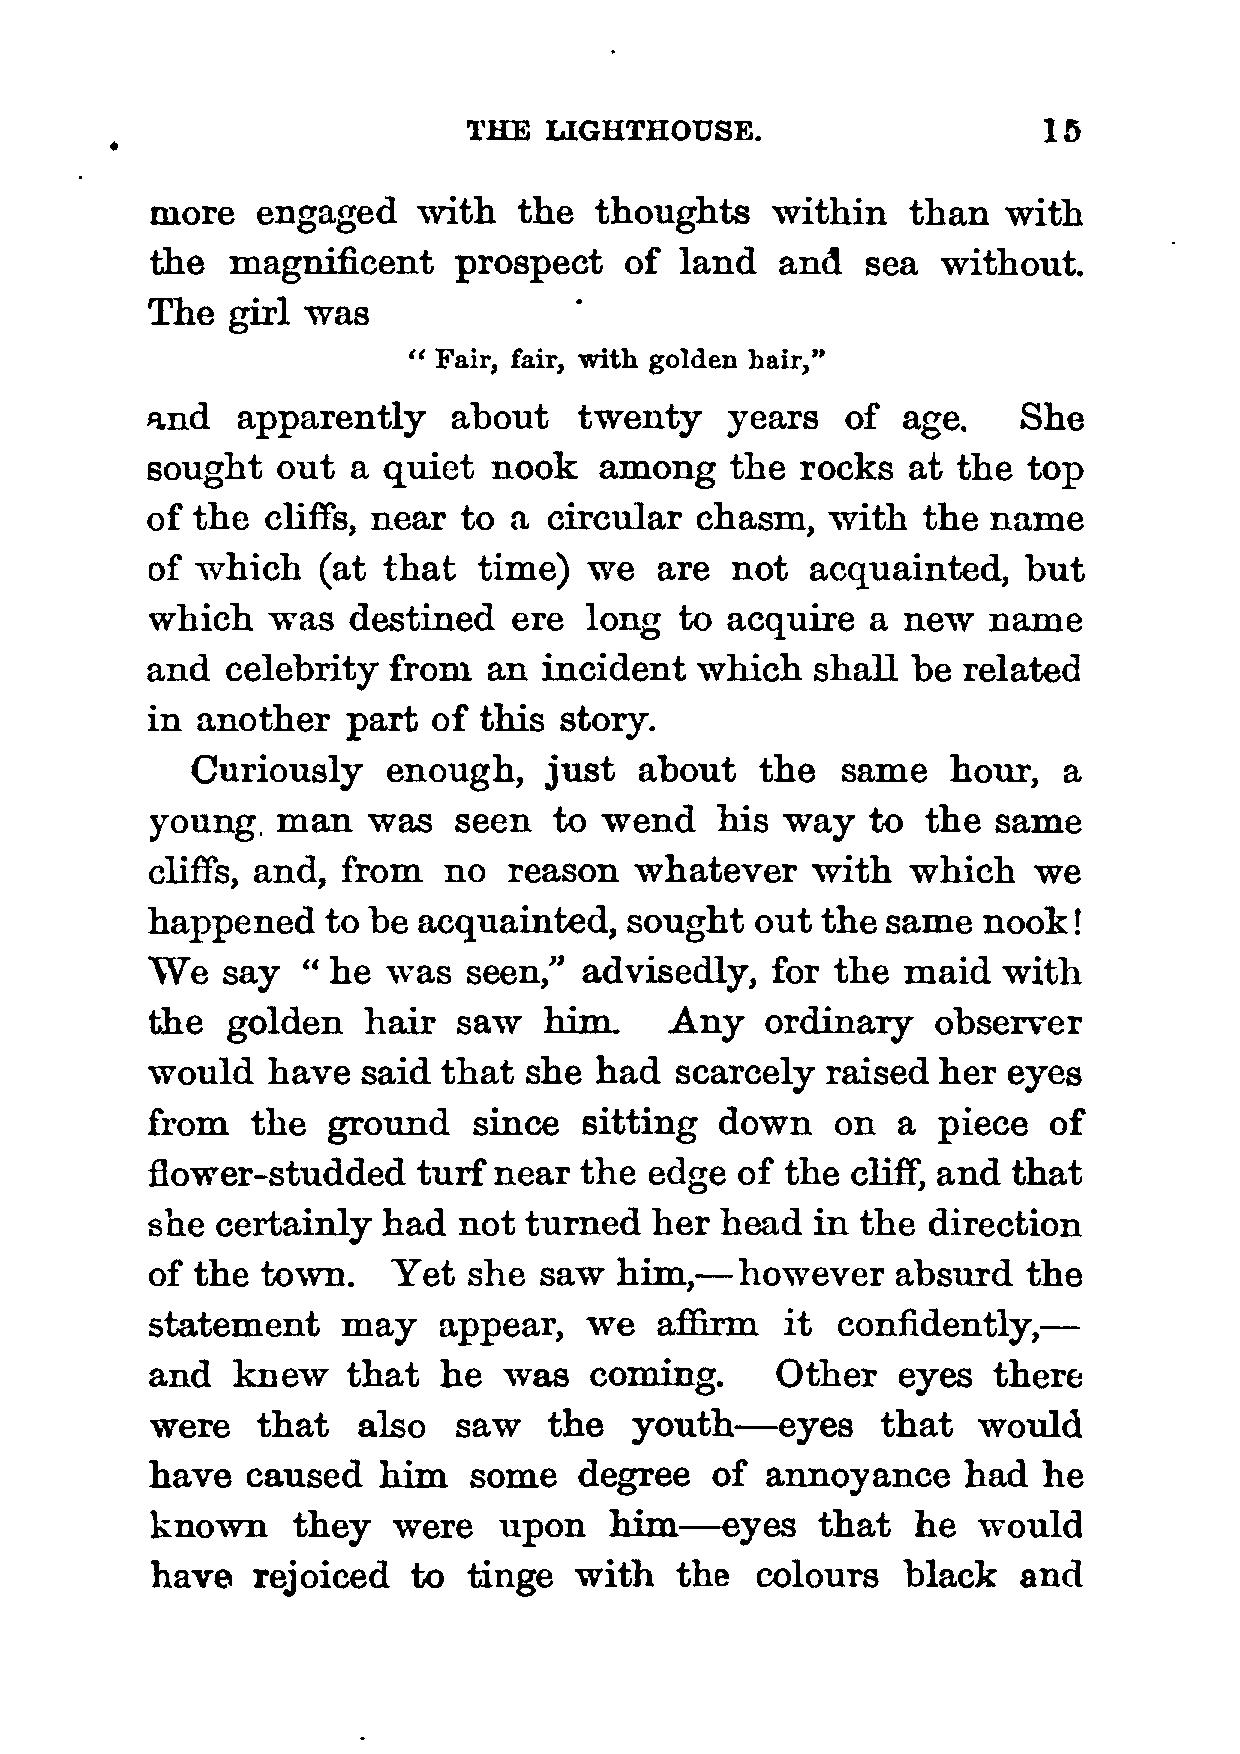 THE LIGHTHOUSE. 15
more engaged with the thoughts within than with
the magnificent prospect of land and sea without.
The girl was
“ Fair, fair, with golden hair,”
and apparently about twenty years of age. She
sought out a quiet nook among the rocks at the top
of the cliffs, near to a circular chasm, with the name
of which (at that time) we are not acquainted, but
which was destined ere long to acquire a new name
and celebrity from an incident which shall be related
in another part of this story.
Curiously enough, just about the same hour, a
young man was seen to wend his way to the same
cliffs, and, from no reason whatever with which we
happened to be acquainted, sought out the same nook!
We say “ he was seen,” advisedly, for the maid with
the golden hair saw him. Any ordinary observer
would have said that she had scarcely raised her eyes
from the ground since sitting down on a piece of
flower-studded turf near the edge of the cliff, and that
she certainly had not turned her head in the direction
of the town. Yet she saw him,—however absurd the
statement may appear, we affirm it confidently,—
and knew that he was coming. Other eyes there
were that also saw the youth—eyes that would
have caused him some degree of annoyance had he
known they were upon him—eyes that he would
have rejoiced to tinge with the colours black and